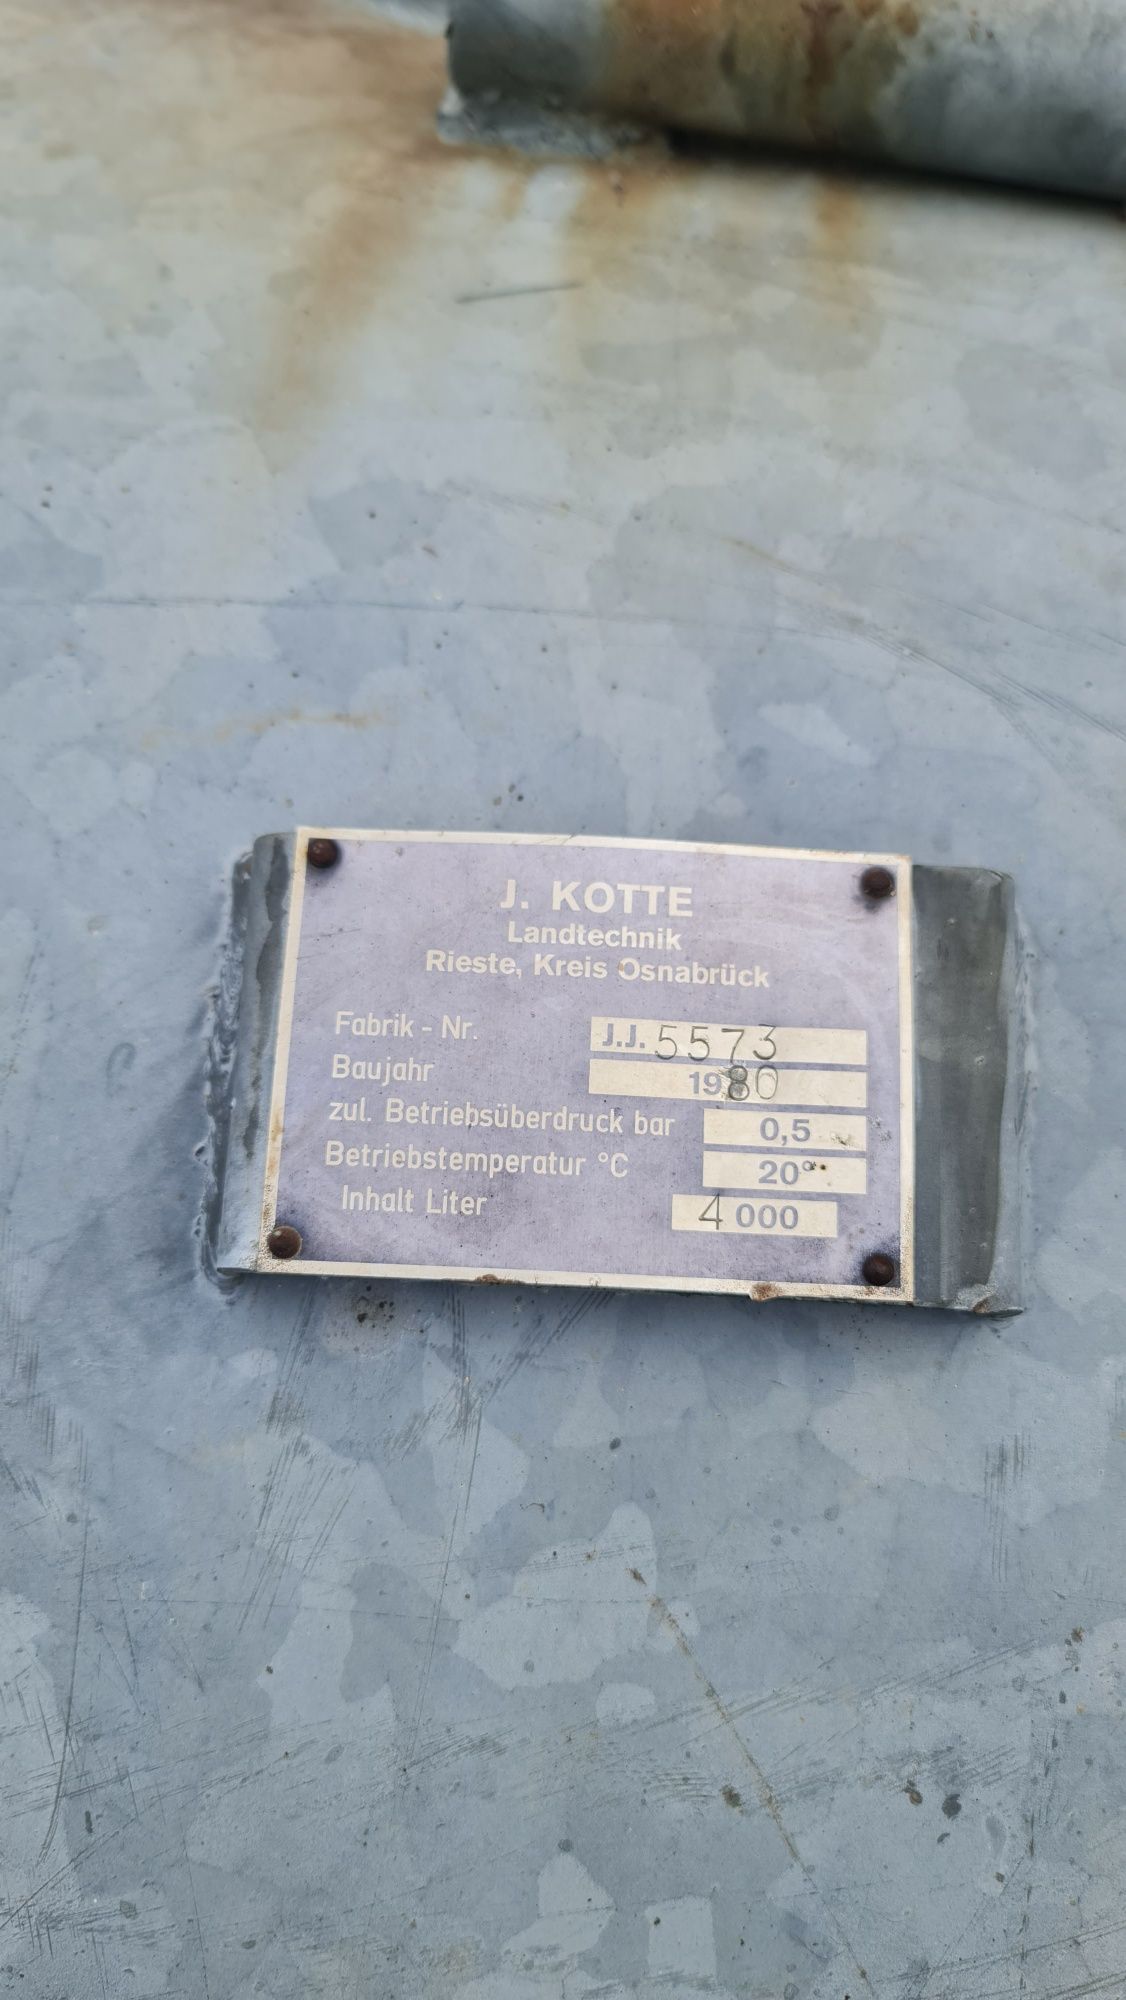 J. KOTTE
Landtechnik
Rieste, Kreis Osnabrück
Fabrik - Nr. J.J. 5573
Baujahr 1980
zul. Betriebsüberdruck bar 0,5
Betriebstemperatur °C 20°
Inhalt Liter 4 000